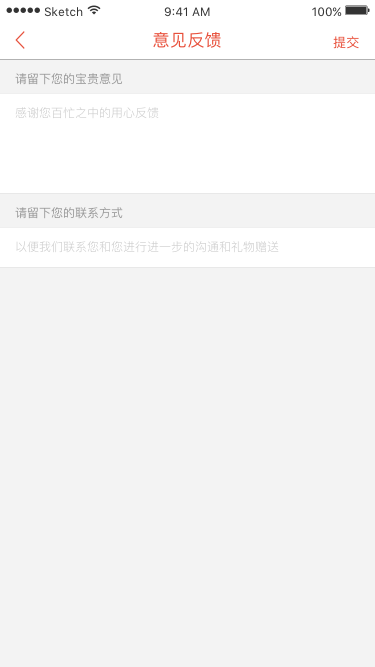 Sketch 9:41 AM 100%
意见反馈 提交
请留下您的宝贵意见
感谢您百忙之中的用心反馈
请留下您的联系方式
以便我们联系您和您进行进一步的沟通和礼物赠送